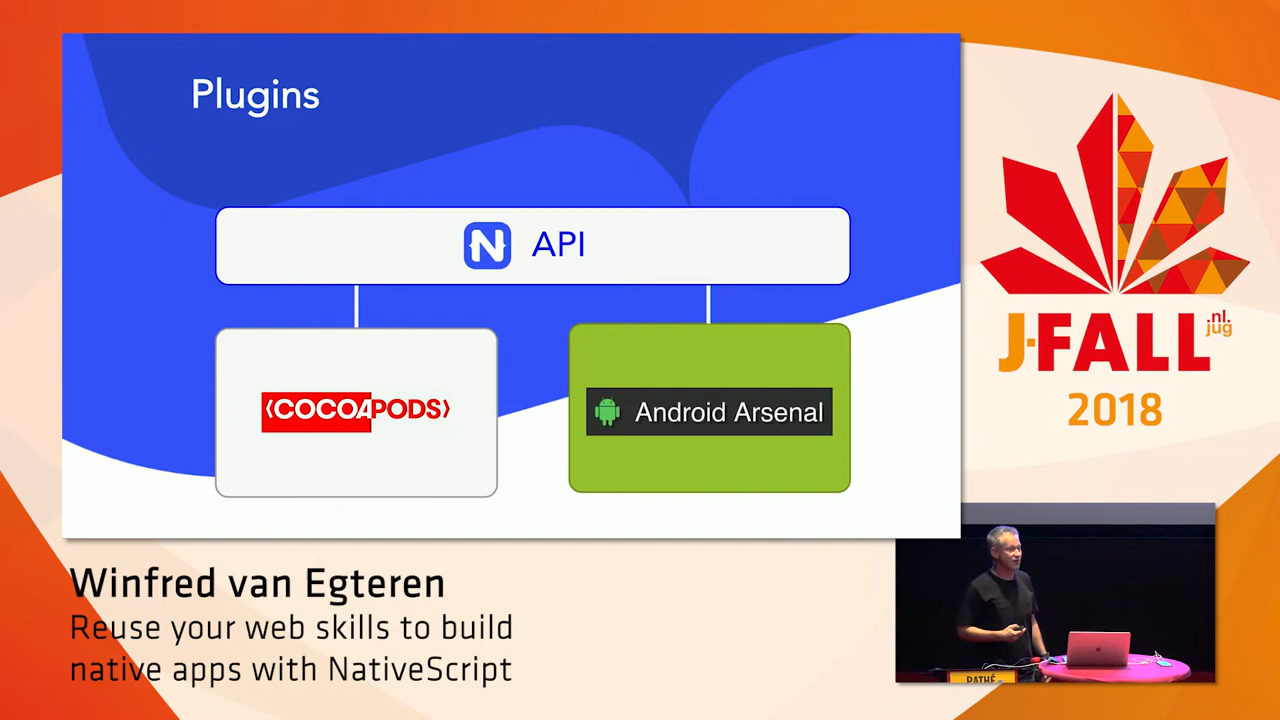 Plugins
N API
COCOAPODS
Android Arsenal
J-FALL
.nl.
jug
2018
Winfred van Egteren
Reuse your web skills to build
native apps with NativeScript
PATHÉ